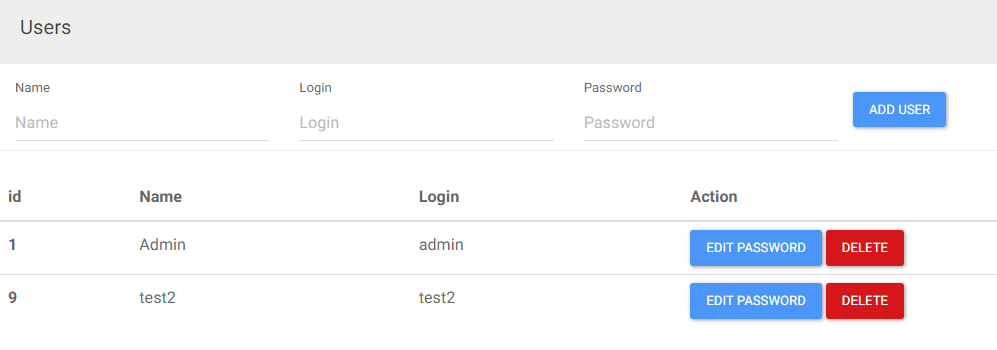 Users
Name Login Password
Name Login Password ADD USER
id Name Login Action
1 Admin admin EDIT PASSWORD DELETE
9 test2 test2 EDIT PASSWORD DELETE